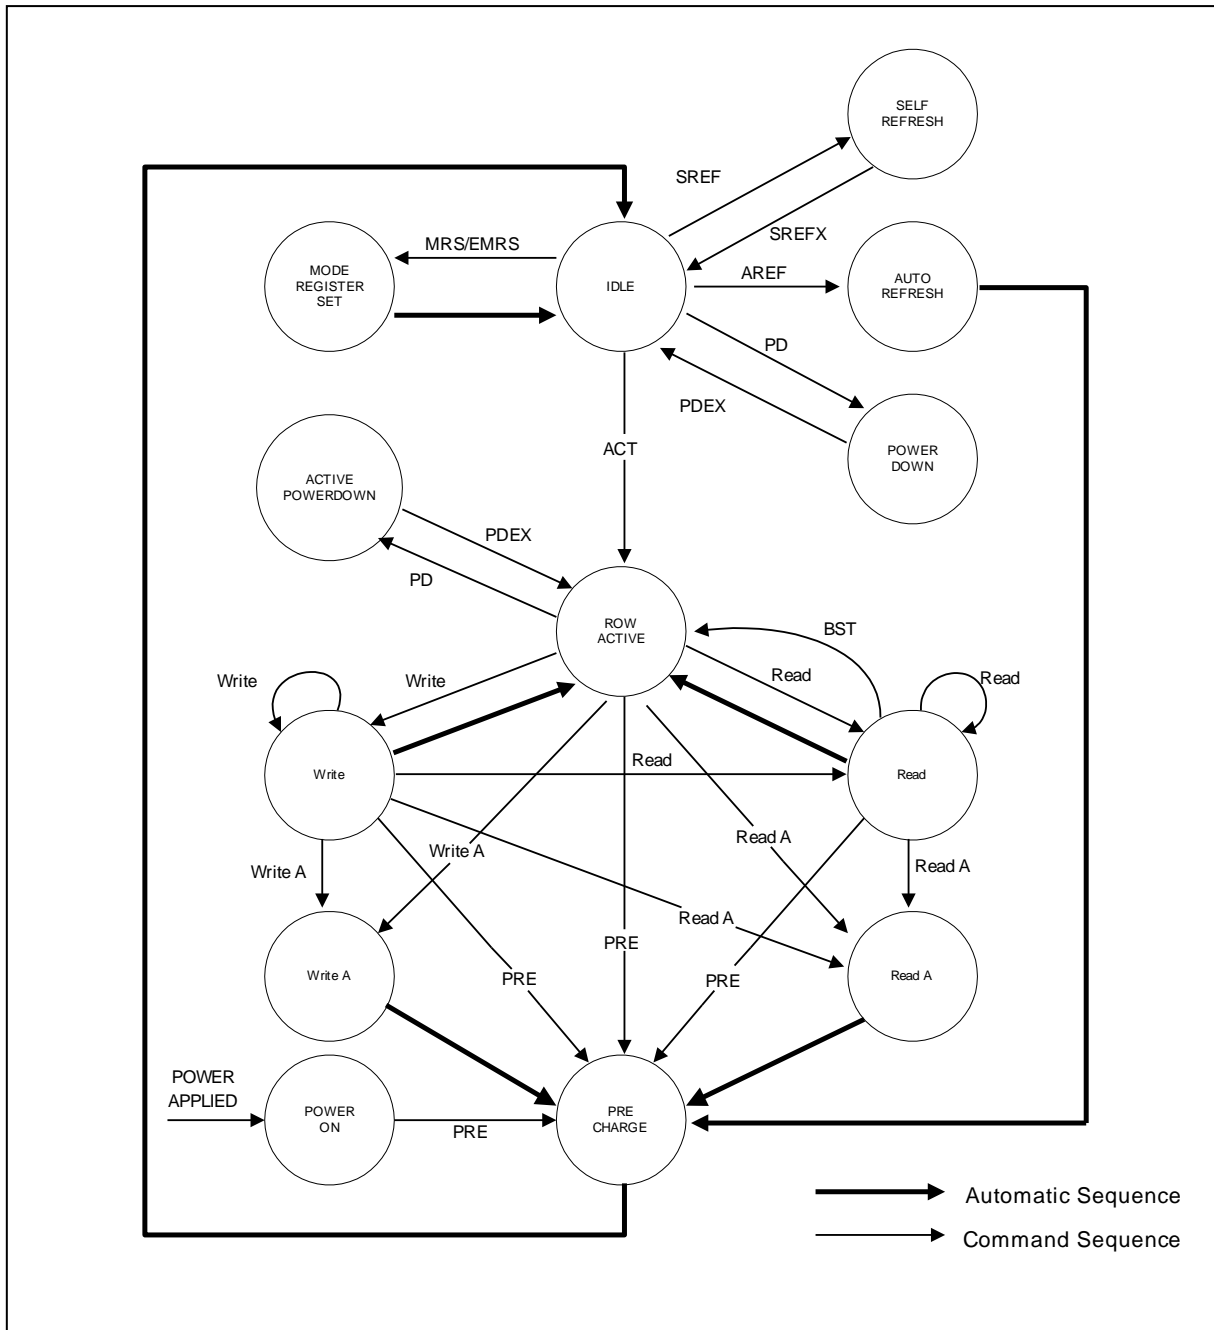 SELF
REFRESH
SREF
SREFX
MRS/EMRS
AREF
MODE
REGISTER
SET
IDLE
AUTO
REFRESH
PD
PDEX
ACT
POWER
DOWN
ACTIVE
POWERDOWN
PDEX
PD
ROW
ACTIVE
BST
Write
Write
Read
Read
Write
Read
Read
Write A
Write A
Read A
Read A
Read A
PRE
PRE
PRE
Write A
Read A
POWER
APPLIED
POWER
ON
PRE
PRE
CHARGE
Automatic Sequence
Command Sequence